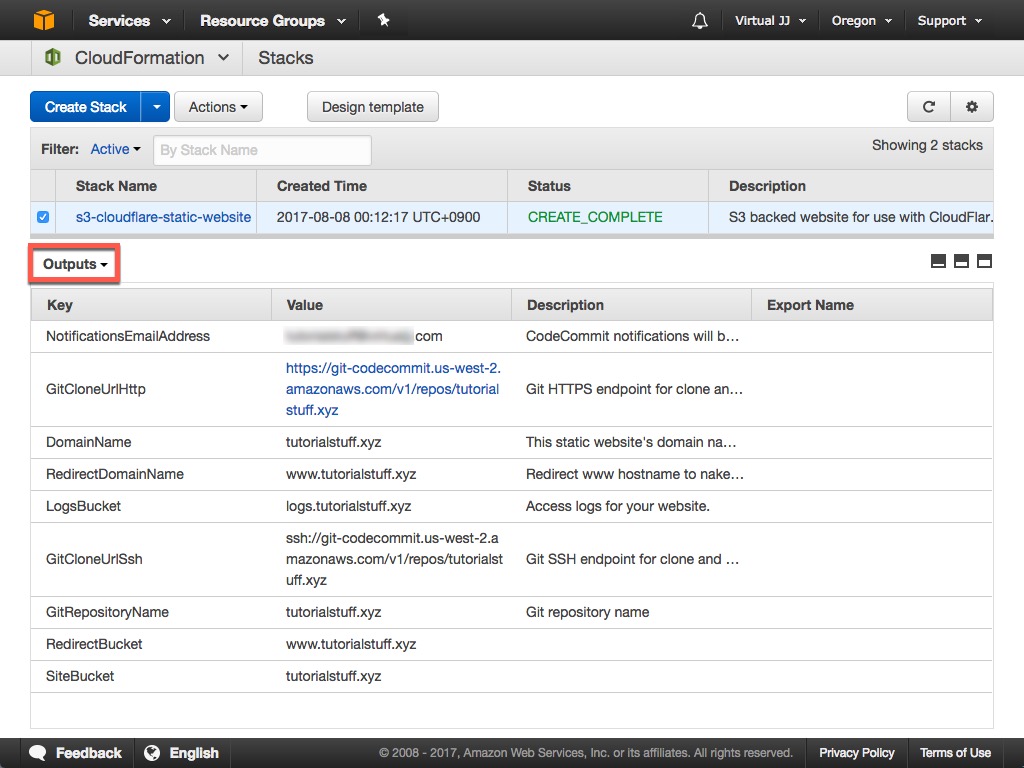 Services Resource Groups Virtual JJ Oregon Support
CloudFormation Stacks
Create Stack Actions Design template
Filter: Active By Stack Name Showing 2 stacks
Stack Name Created Time Status Description
s3-cloudflare-static-website 2017-08-08 00:12:17 UTC+0900 CREATE_COMPLETE S3 backed website for use with CloudFlar...
Outputs
Key Value Description Export Name
NotificationsEmailAddress com CodeCommit notifications will b...
https://git-codecommit.us-west-2.
GitCloneUrlHttp amazonaws.com/v1/repos/tutorial Git HTTPS endpoint for clone an...
stuff.xyz
DomainName tutorialstuff.xyz This static website's domain na...
RedirectDomainName www.tutorialstuff.xyz Redirect www hostname to nake...
LogsBucket logs.tutorialstuff.xyz Access logs for your website.
ssh://git-codecommit.us-west-2.a
GitCloneUrlSsh mazonaws.com/v1/repos/tutorialst Git SSH endpoint for clone and ...
uff.xyz
GitRepositoryName tutorialstuff.xyz Git repository name
RedirectBucket www.tutorialstuff.xyz
SiteBucket tutorialstuff.xyz
Feedback English © 2008 - 2017, Amazon Web Services, Inc. or its affiliates. All rights reserved. Privacy Policy Terms of Use